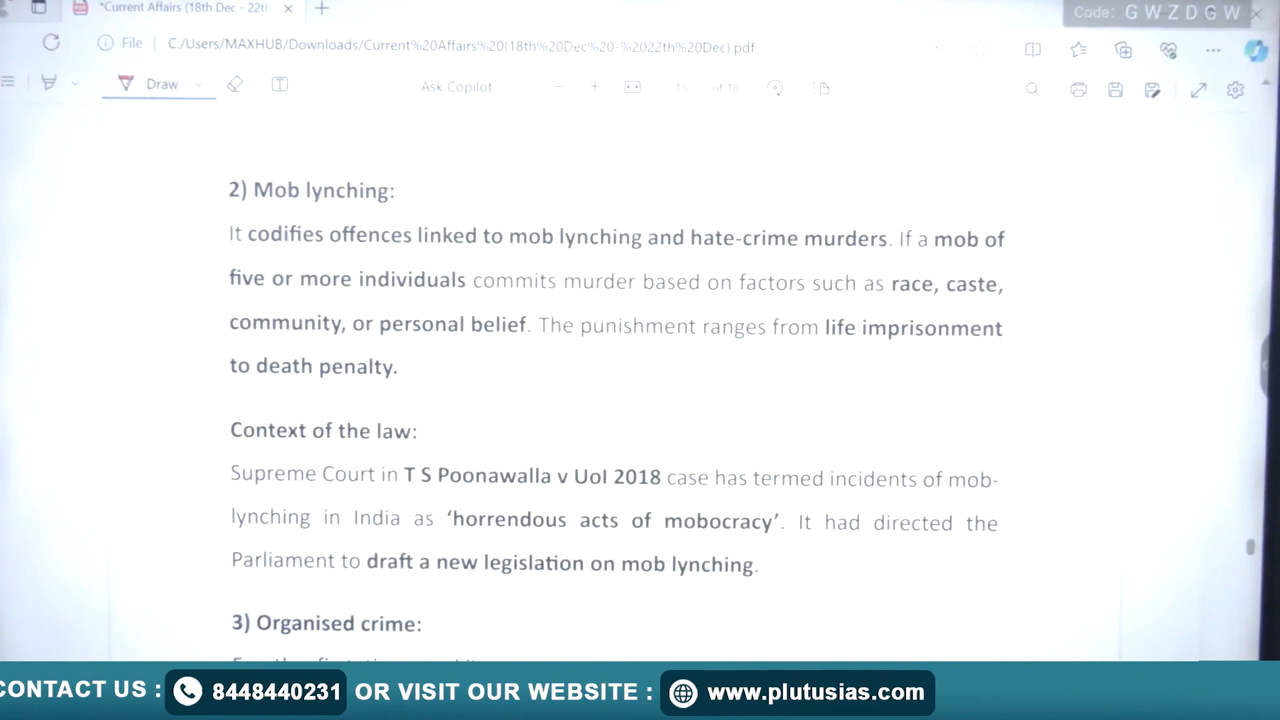 *Current Affairs (18th Dec - 22t
Code: G W Z D G W
File
C:/Users/MAXHUB/Downloads/Current%20Affairs%20(18th%20Dec%20-%2022th%20Dec).pdf
Draw
Ask Copilot
of 18
2) Mob lynching:
It codifies offences linked to mob lynching and hate-crime murders. If a mob of
five or more individuals commits murder based on factors such as race, caste,
community, or personal belief. The punishment ranges from life imprisonment
to death penalty.
Context of the law:
Supreme Court in T S Poonawalla v UoI 2018 case has termed incidents of mob-
lynching in India as ‘horrendous acts of mobocracy’. It had directed the
Parliament to draft a new legislation on mob lynching.
3) Organised crime:
CONTACT US : 8448440231 OR VISIT OUR WEBSITE : www.plutusias.com